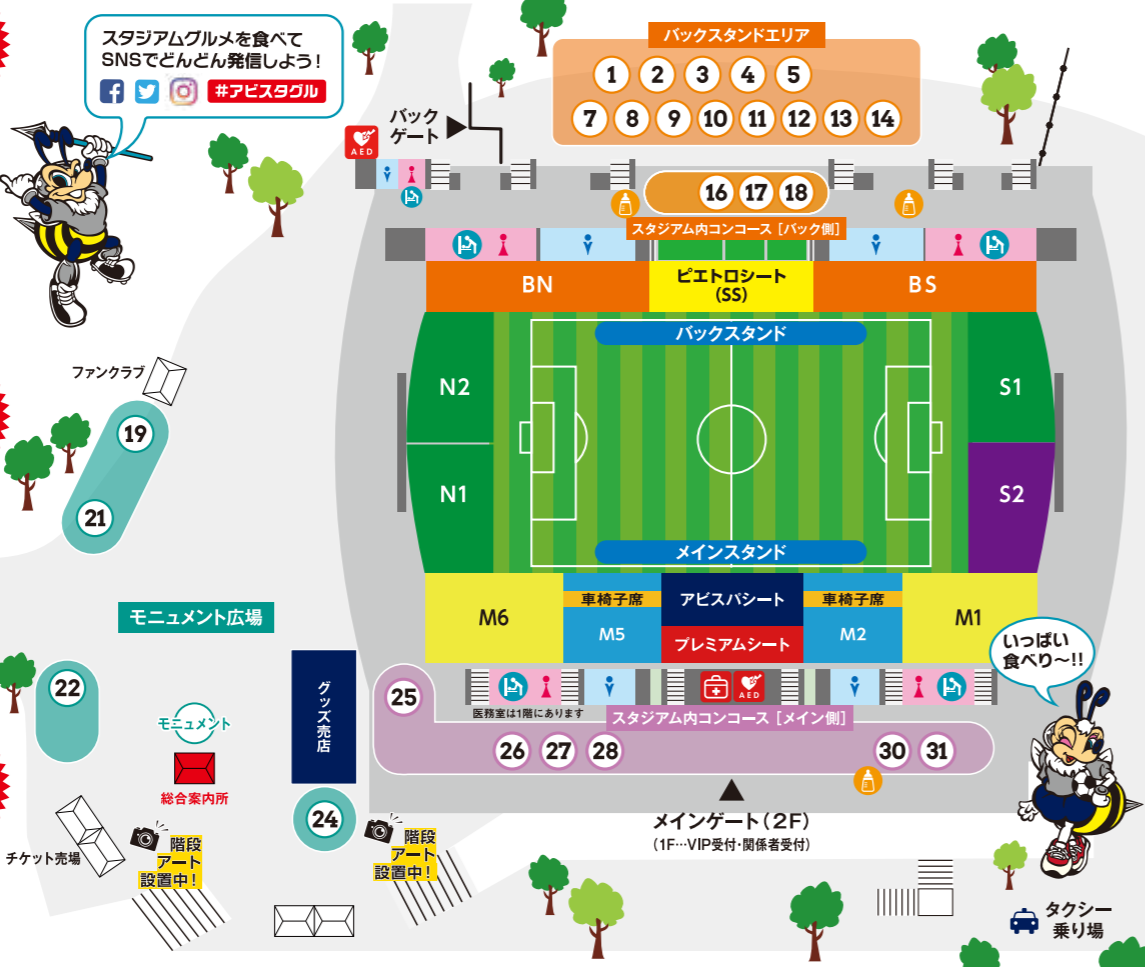 スタジアムグルメを食べて
SNSでどんどん発信しよう！
#アビスタグル
バックスタンドエリア
1 2 3 4 5
7 8 9 10 11 12 13 14
バック
ゲート
AED
16 17 18
スタジアム内コンコース［バック側］
BN
ピエトロシート
(SS)
BS
バックスタンド
ファンクラブ
N2
S1
19
N1
S2
21
メインスタンド
モニュメント広場
M6
車椅子席
アビスパシート
車椅子席
M1
M5
プレミアムシート
M2
いっぱい
食べり〜!!
22
グッズ売店
25
AED
医務室は1階にあります
スタジアム内コンコース［メイン側］
モニュメント
26 27 28
30 31
総合案内所
24
メインゲート（2F）
（1F…VIP受付・関係者受付）
チケット売場
階段
アート
設置中！
階段
アート
設置中！
タクシー
乗り場